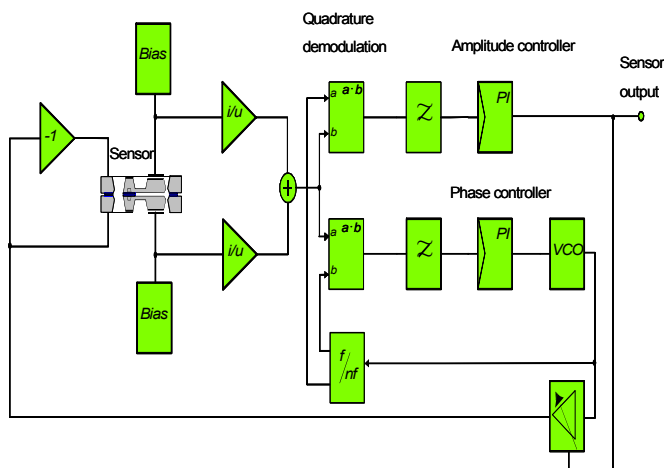 Quadrature
demodulation
Amplitude controller
Sensor
output
Bias
i/u
a
a·b
b
PI
-1
Sensor
Phase controller
i/u
a
a·b
b
PI
VCO
Bias
f
/nf